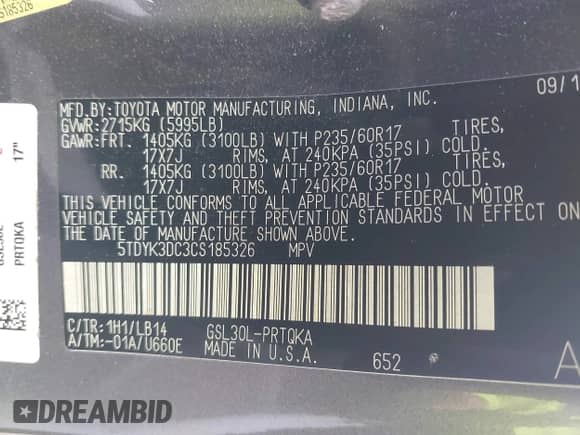 S185326
09/1
MFD.BY:TOYOTA MOTOR MANUFACTURING, INDIANA, INC.
GVWR:2715KG (5995LB)
GAWR:FRT. 1405KG (3100LB) WITH P235/60R17 TIRES,
17X7J RIMS, AT 240KPA (35PSI) COLD.
RR. 1405KG (3100LB) WITH P235/60R17 TIRES,
17X7J RIMS, AT 240KPA (35PSI) COLD.
THIS VEHICLE CONFORMS TO ALL APPLICABLE FEDERAL MOTOR
VEHICLE SAFETY AND THEFT PREVENTION STANDARDS IN EFFECT ON
THE DATE OF MANUFACTURE SHOWN ABOVE.
5TDYK3DC3CS185326 MPV
C/TR:1H1/LB14 GSL30L-PRTQKA
A/TM:-01A/U660E MADE IN U.S.A. 652
A
PRTQKA 17"
DREAMBID